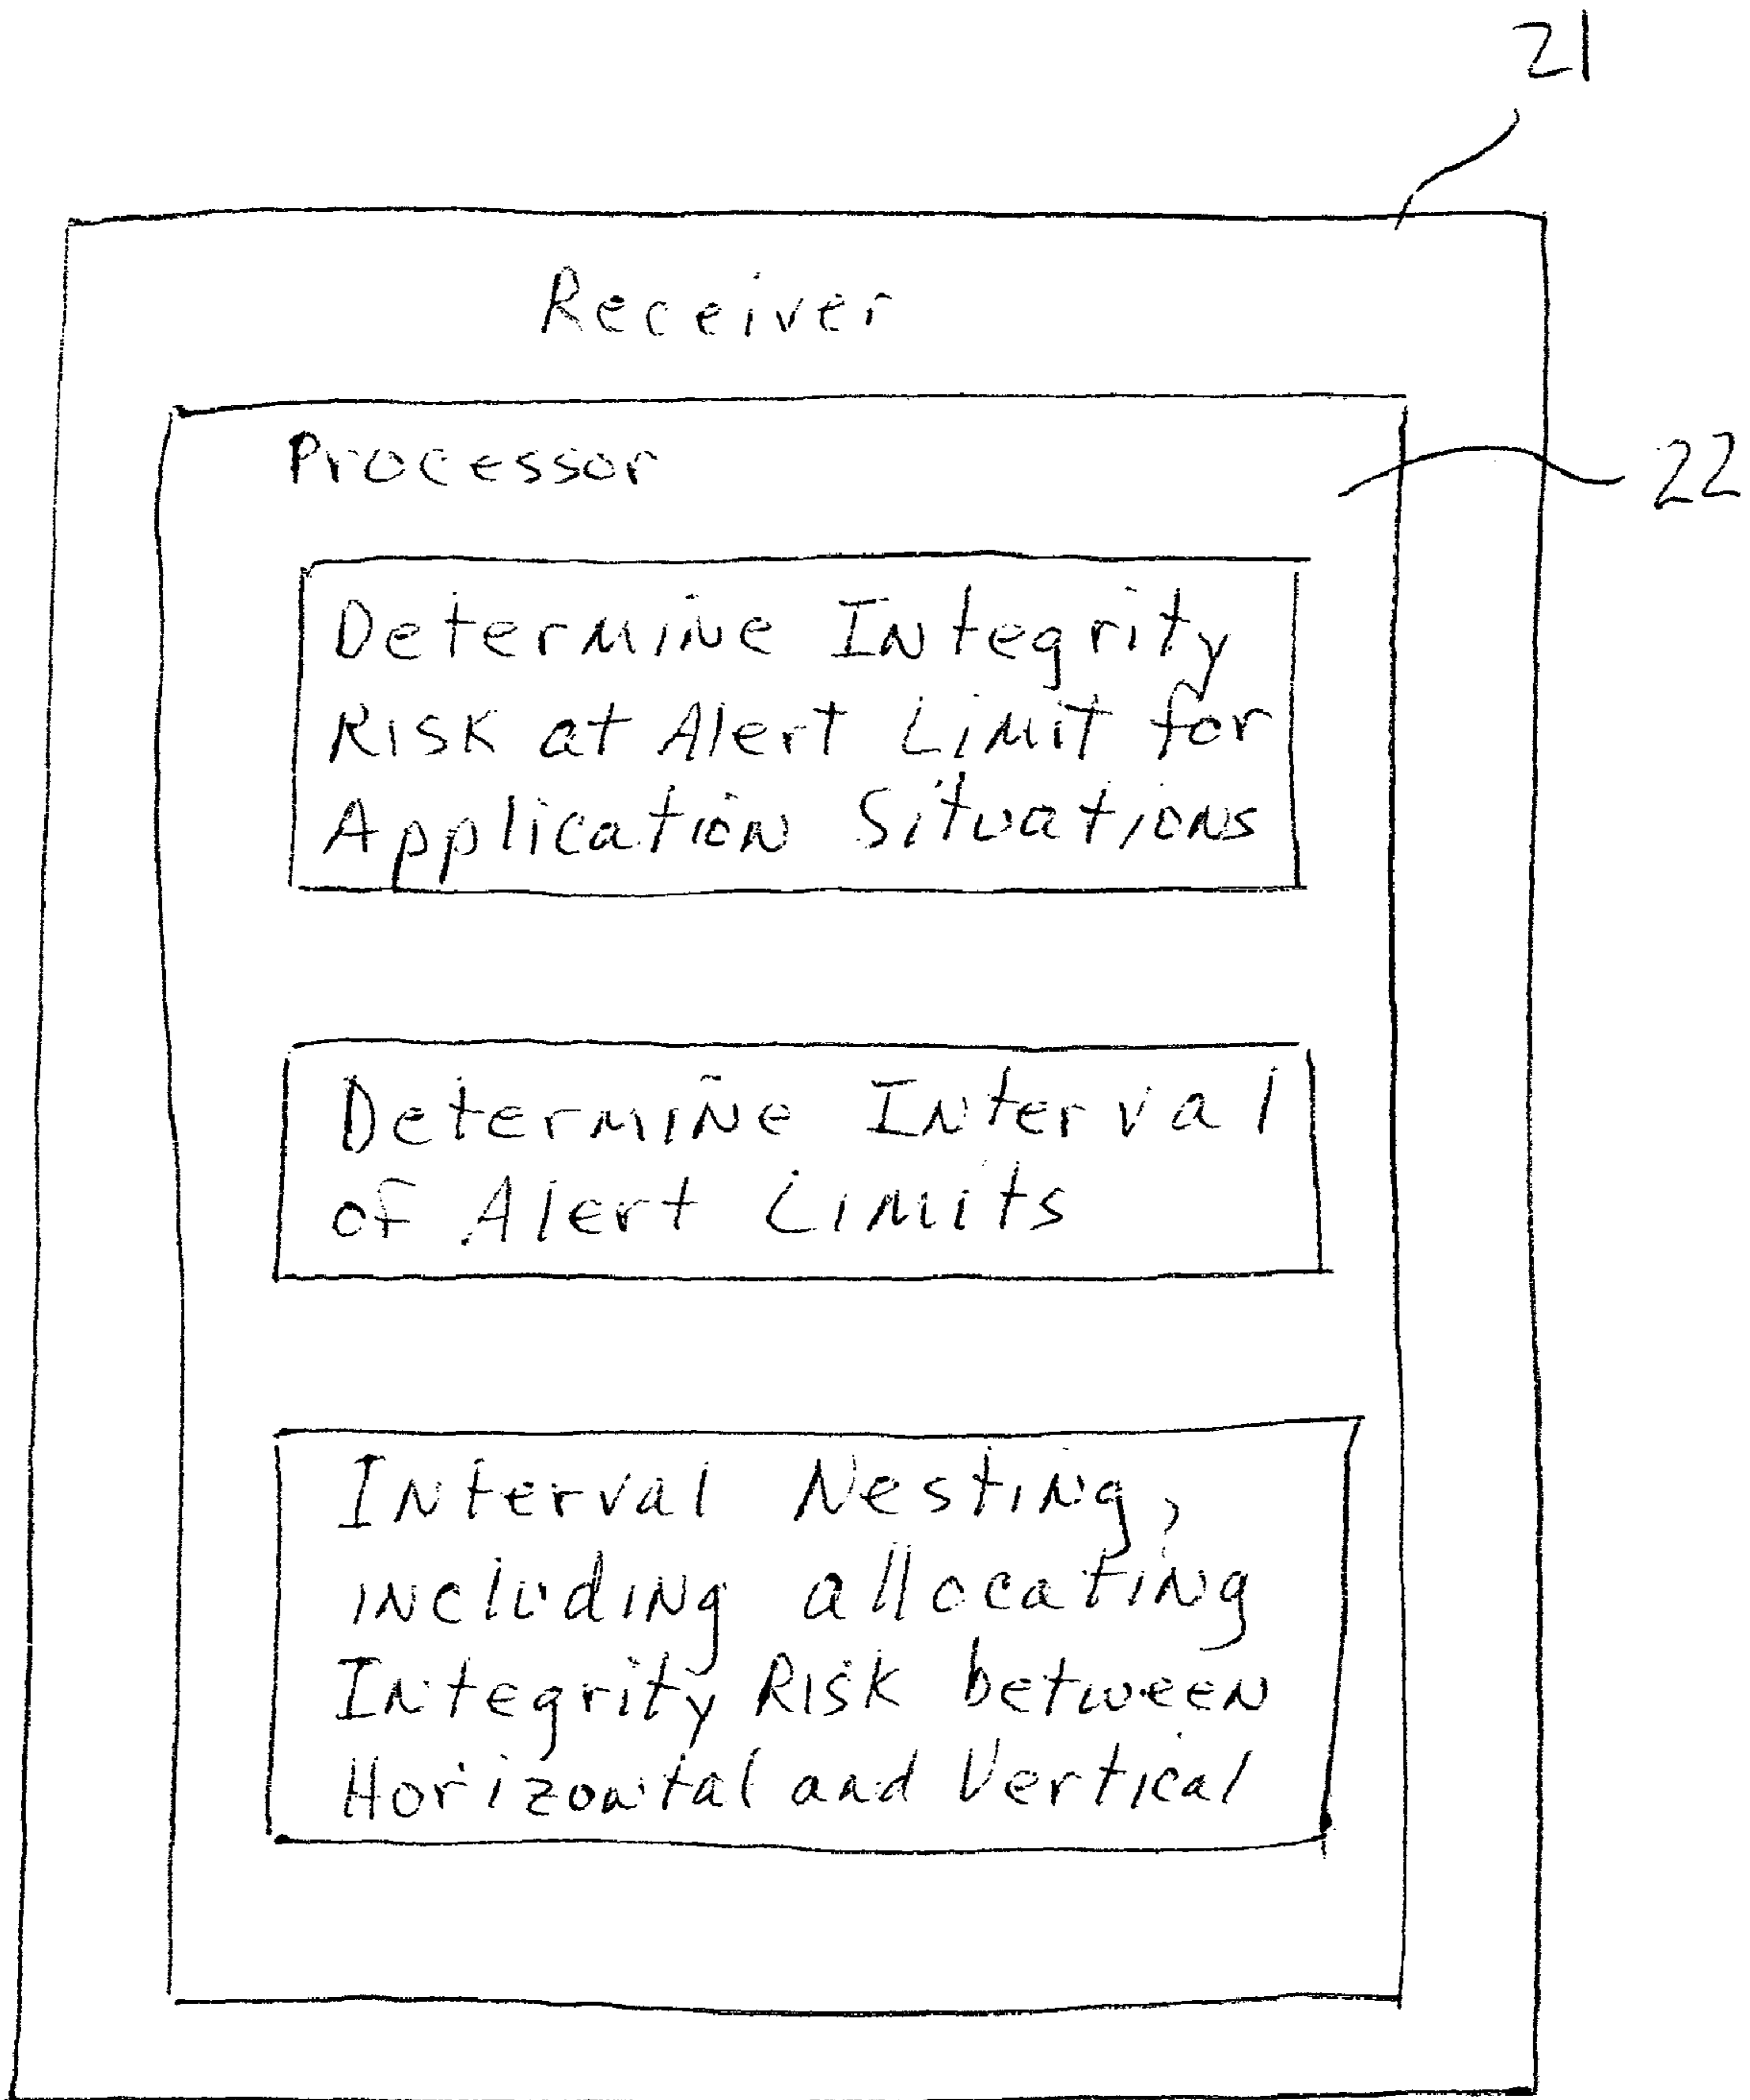 21
Receiver
Processor
22
Determine Integrity
Risk at Alert Limit for
Application Situations
Determine Interval
of Alert Limits
Interval Nesting,
including allocating
Integrity Risk between
Horizontal and Vertical